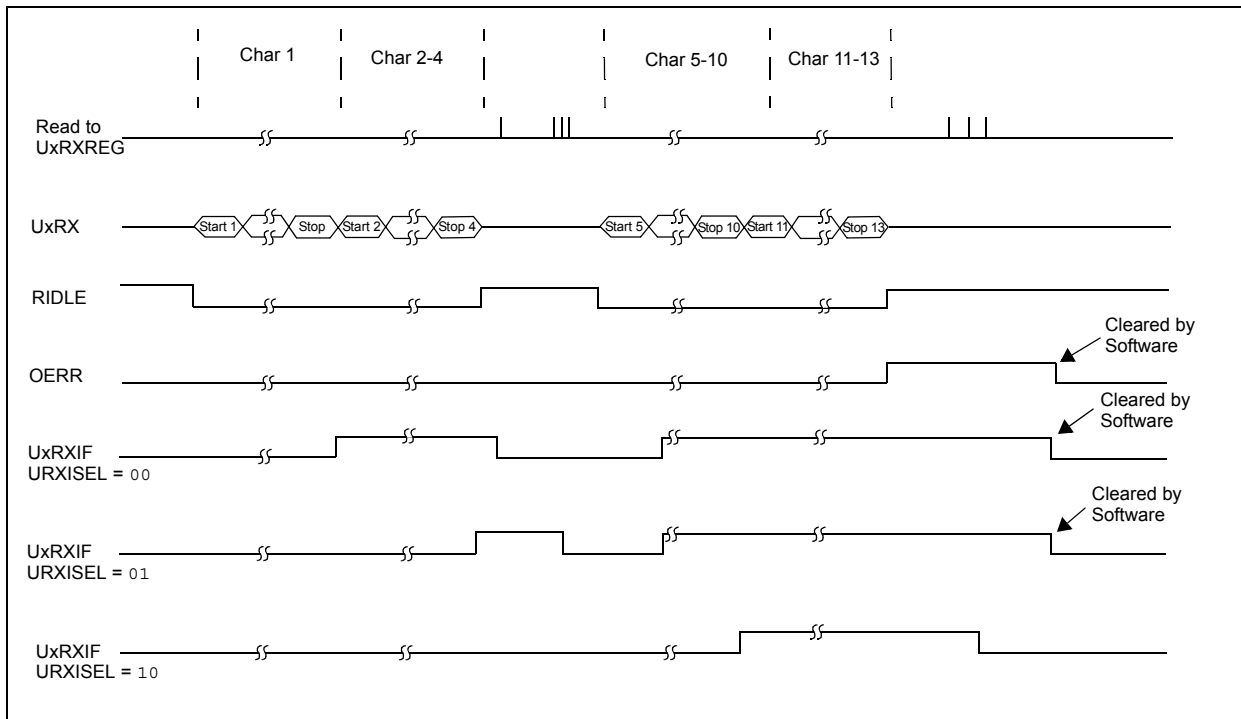 Char 1
Char 2-4
Char 5-10
Char 11-13
Read to
UxRXREG
UxRX
Start 1
Stop
Start 2
Stop 4
Start 5
Stop 10
Start 11
Stop 13
RIDLE
Cleared by
Software
OERR
Cleared by
Software
UxRXIF
URXISEL = 00
Cleared by
Software
UxRXIF
URXISEL = 01
UxRXIF
URXISEL = 10